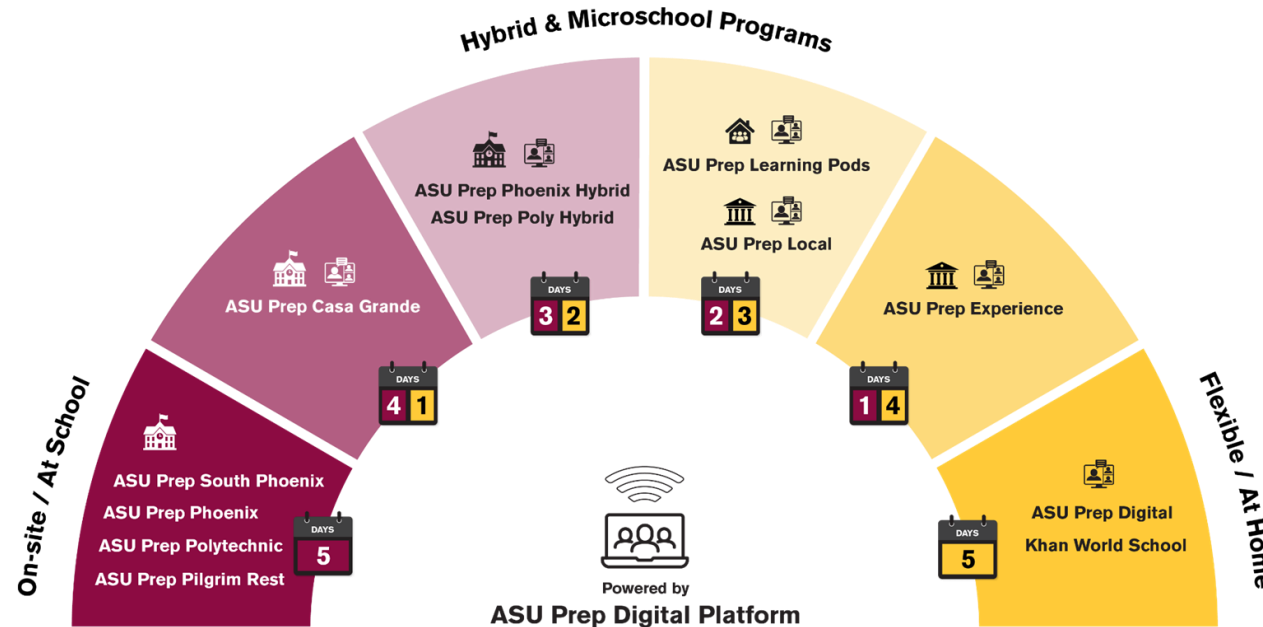 Hybrid & Microschool Programs
On-site / At School
Flexible / At Home
ASU Prep South Phoenix
ASU Prep Phoenix
ASU Prep Polytechnic
ASU Prep Pilgrim Rest
DAYS
5
ASU Prep Casa Grande
DAYS
4 1
ASU Prep Phoenix Hybrid
ASU Prep Poly Hybrid
DAYS
3 2
ASU Prep Learning Pods
ASU Prep Local
DAYS
2 3
ASU Prep Experience
DAYS
1 4
ASU Prep Digital
Khan World School
DAYS
5
Powered by
ASU Prep Digital Platform